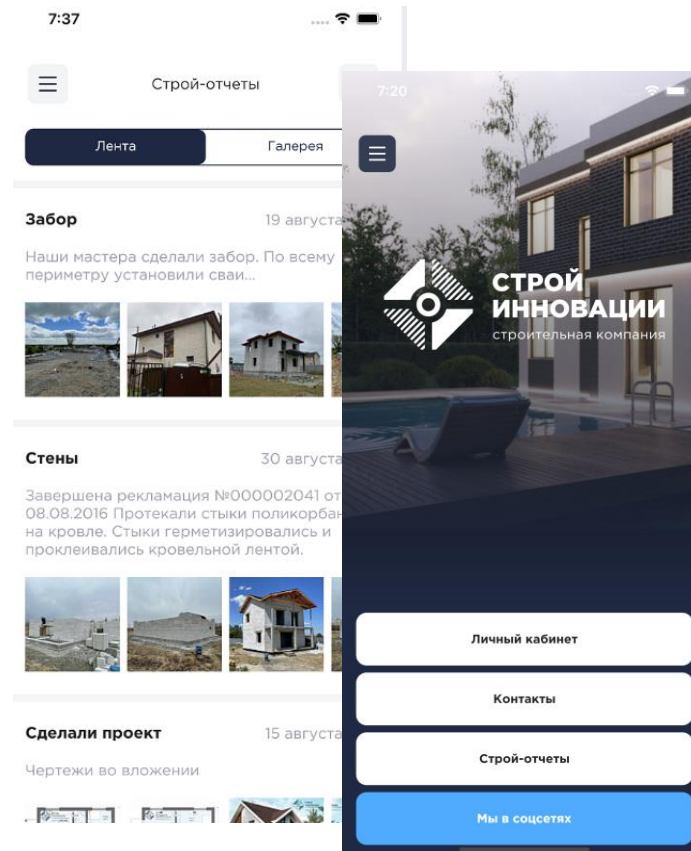 7:37
Строй-отчеты
Лента
Галерея
Забор
19 августа
Наши мастера сделали забор. По всему
периметру установили сваи...
Стены
30 августа
Завершена рекламация №000002041 от
08.08.2016 Протекали стыки
на кровле. Стыки герметизировались и
проклеивались кровельной лентой.
Сделали проект
15 августа
Чертежи во вложении
7:20
СТРОЙ
ИННОВАЦИИ
строительная компания
Личный кабинет
Контакты
Строй-отчеты
Мы в соцсетях